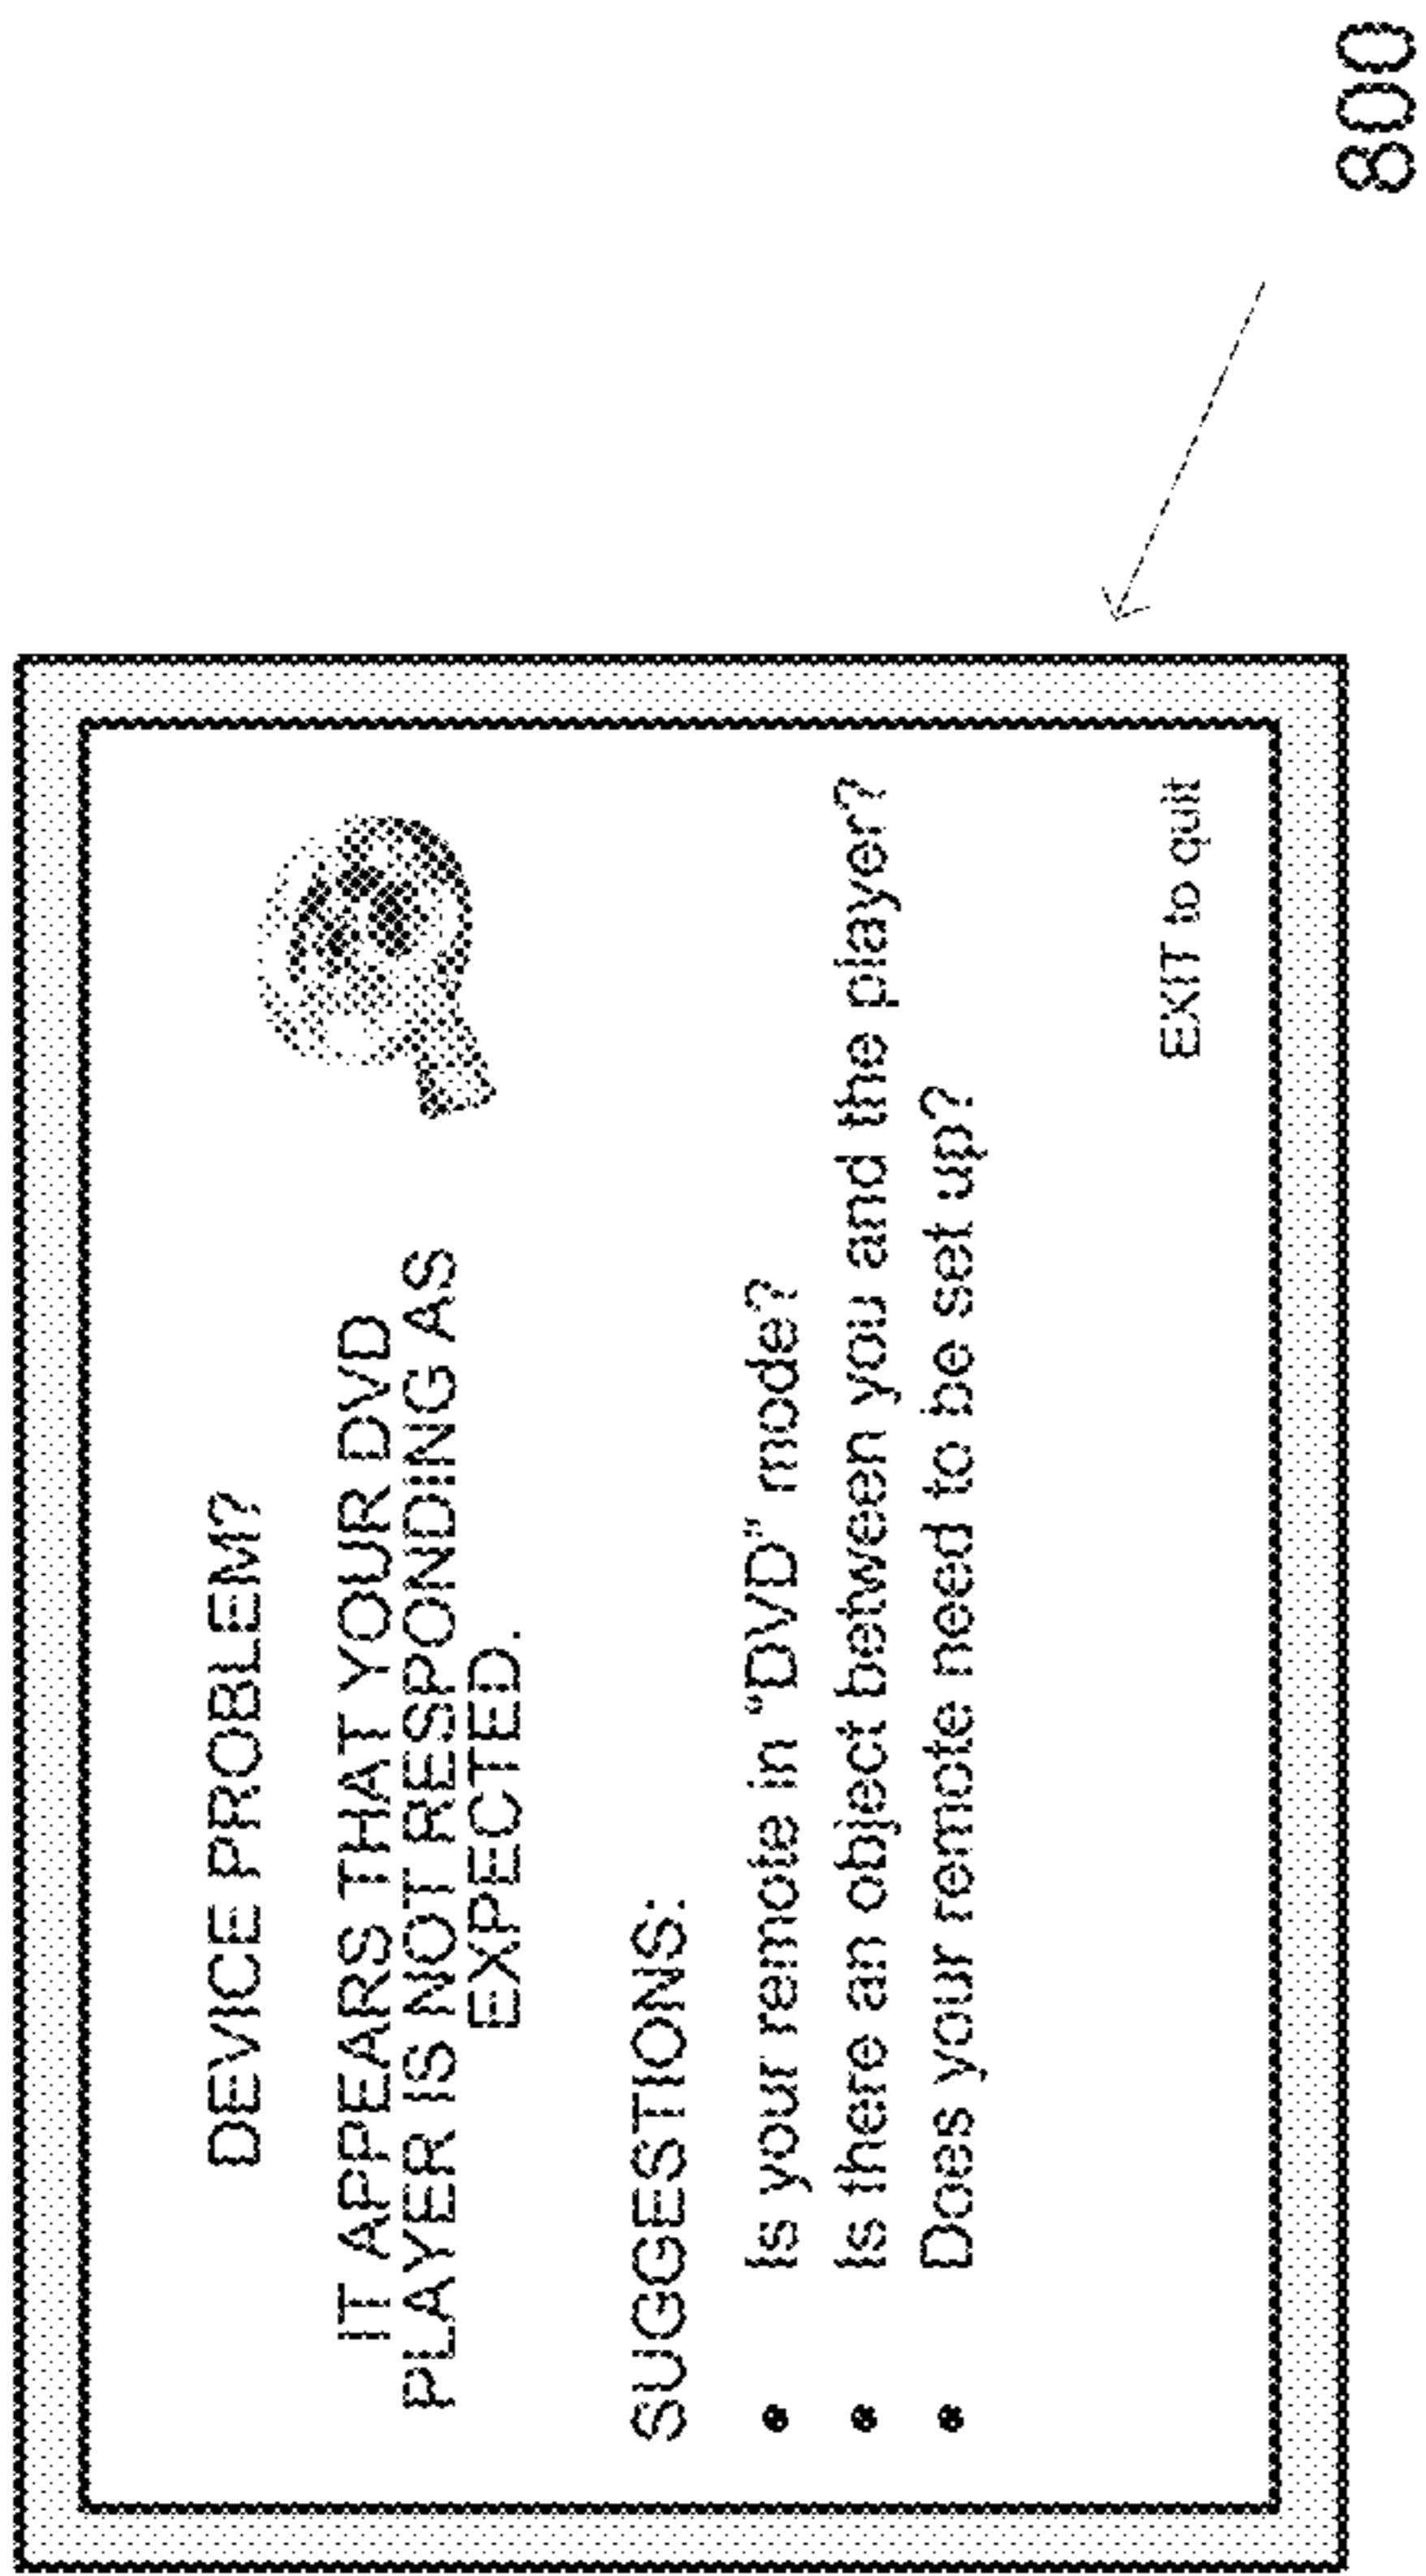 DEVICE PROBLEM?
IT APPEARS THAT YOUR DVD
PLAYER IS NOT RESPONDING AS
EXPECTED.
SUGGESTIONS:
• Is your remote in “DVD” mode?
• Is there an object between you and the player?
• Does your remote need to be set up?
EXIT to quit
800